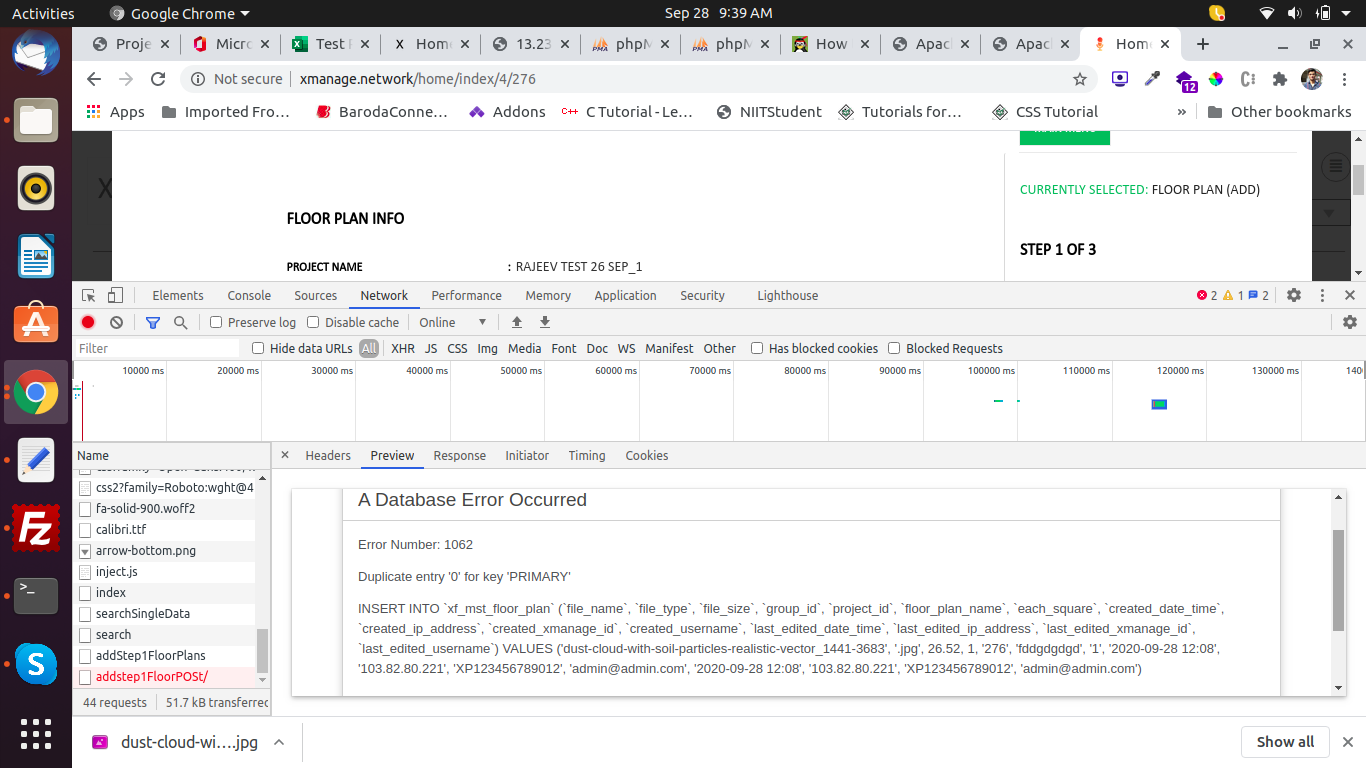 Activities
Google Chrome
Sep 28 9:39 AM
Proje
Micro
Test F
X Home
13.23
phpM
phpM
How
Apac
Apac
Home
Not secure | xmanage.network/home/index/4/276
12
Apps
Imported Fro...
BarodaConne...
Addons
C++ C Tutorial - Le...
NIITStudent
Tutorials for...
CSS Tutorial
»
Other bookmarks
X
CURRENTLY SELECTED: FLOOR PLAN (ADD)
FLOOR PLAN INFO
STEP 1 OF 3
PROJECT NAME : RAJEEV TEST 26 SEP_1
Elements Console Sources Network Performance Memory Application Security Lighthouse 2 1 2
Preserve log Disable cache Online
Filter Hide data URLs All XHR JS CSS Img Media Font Doc WS Manifest Other Has blocked cookies Blocked Requests
10000 ms 20000 ms 30000 ms 40000 ms 50000 ms 60000 ms 70000 ms 80000 ms 90000 ms 100000 ms 110000 ms 120000 ms 130000 ms 140
Name
css2?family=Roboto:wght@4
fa-solid-900.woff2
calibri.ttf
arrow-bottom.png
inject.js
index
searchSingleData
search
addStep1FloorPlans
addstep1FloorPOSt/
44 requests 51.7 kB transferred
Headers Preview Response Initiator Timing Cookies
A Database Error Occurred
Error Number: 1062
Duplicate entry '0' for key 'PRIMARY'
INSERT INTO `xf_mst_floor_plan` (`file_name`, `file_type`, `file_size`, `group_id`, `project_id`, `floor_plan_name`, `each_square`, `created_date_time`,
`created_ip_address`, `created_xmanage_id`, `created_username`, `last_edited_date_time`, `last_edited_ip_address`, `last_edited_xmanage_id`,
`last_edited_username`) VALUES ('dust-cloud-with-soil-particles-realistic-vector_1441-3683', '.jpg', 26.52, 1, '276', 'fddgdgdgd', '1', '2020-09-28 12:08',
'103.82.80.221', 'XP123456789012', 'admin@admin.com', '2020-09-28 12:08', '103.82.80.221', 'XP123456789012', 'admin@admin.com')
dust-cloud-wi....jpg
Show all